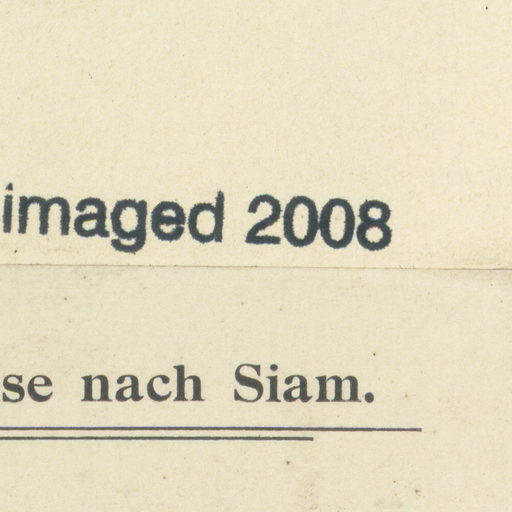 imaged 2008
se nach Siam.